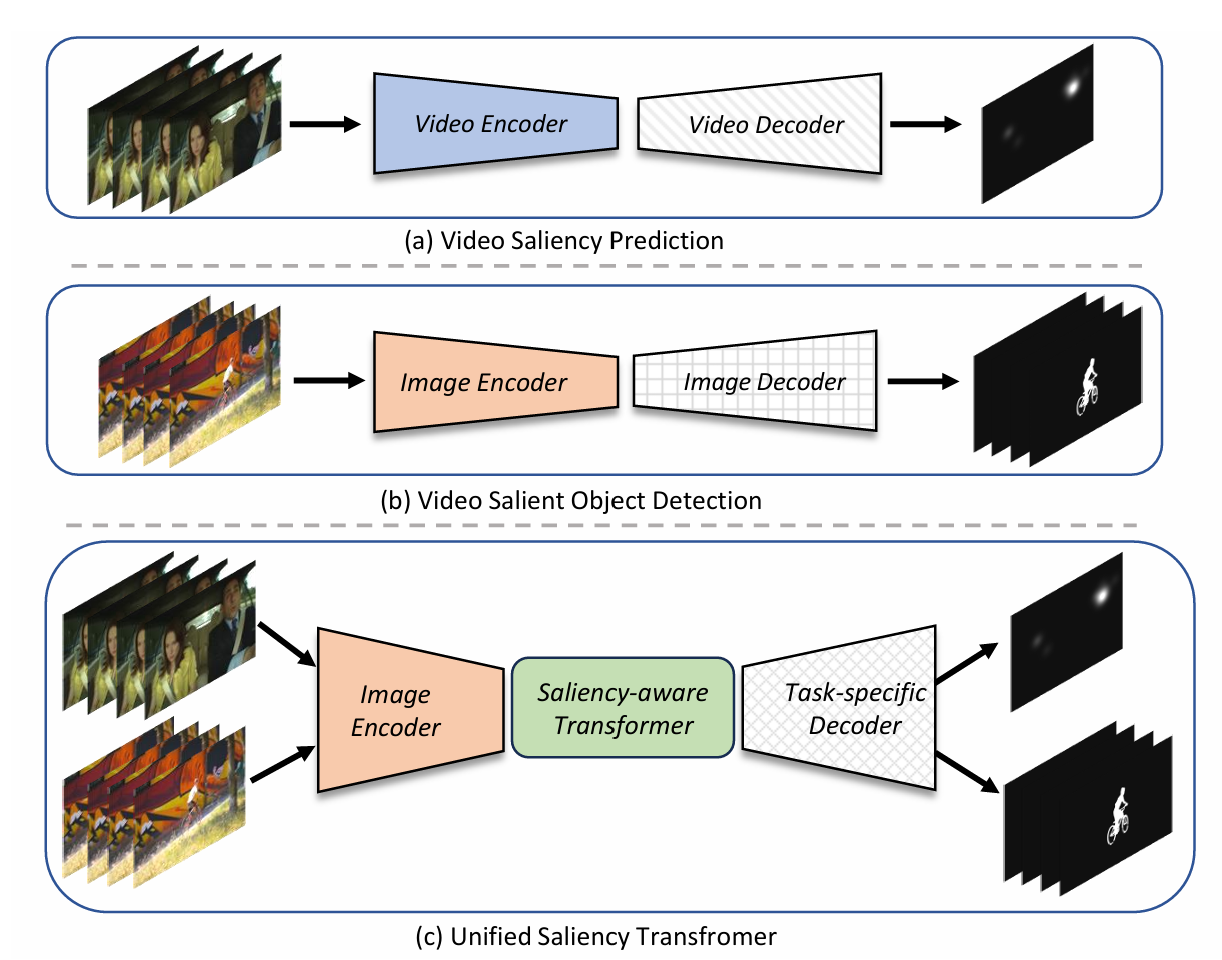 Video Encoder
Video Decoder
(a) Video Saliency Prediction
Image Encoder
Image Decoder
(b) Video Salient Object Detection
Image
Encoder
Saliency-aware
Transformer
Task-specific
Decoder
(c) Unified Saliency Transfromer